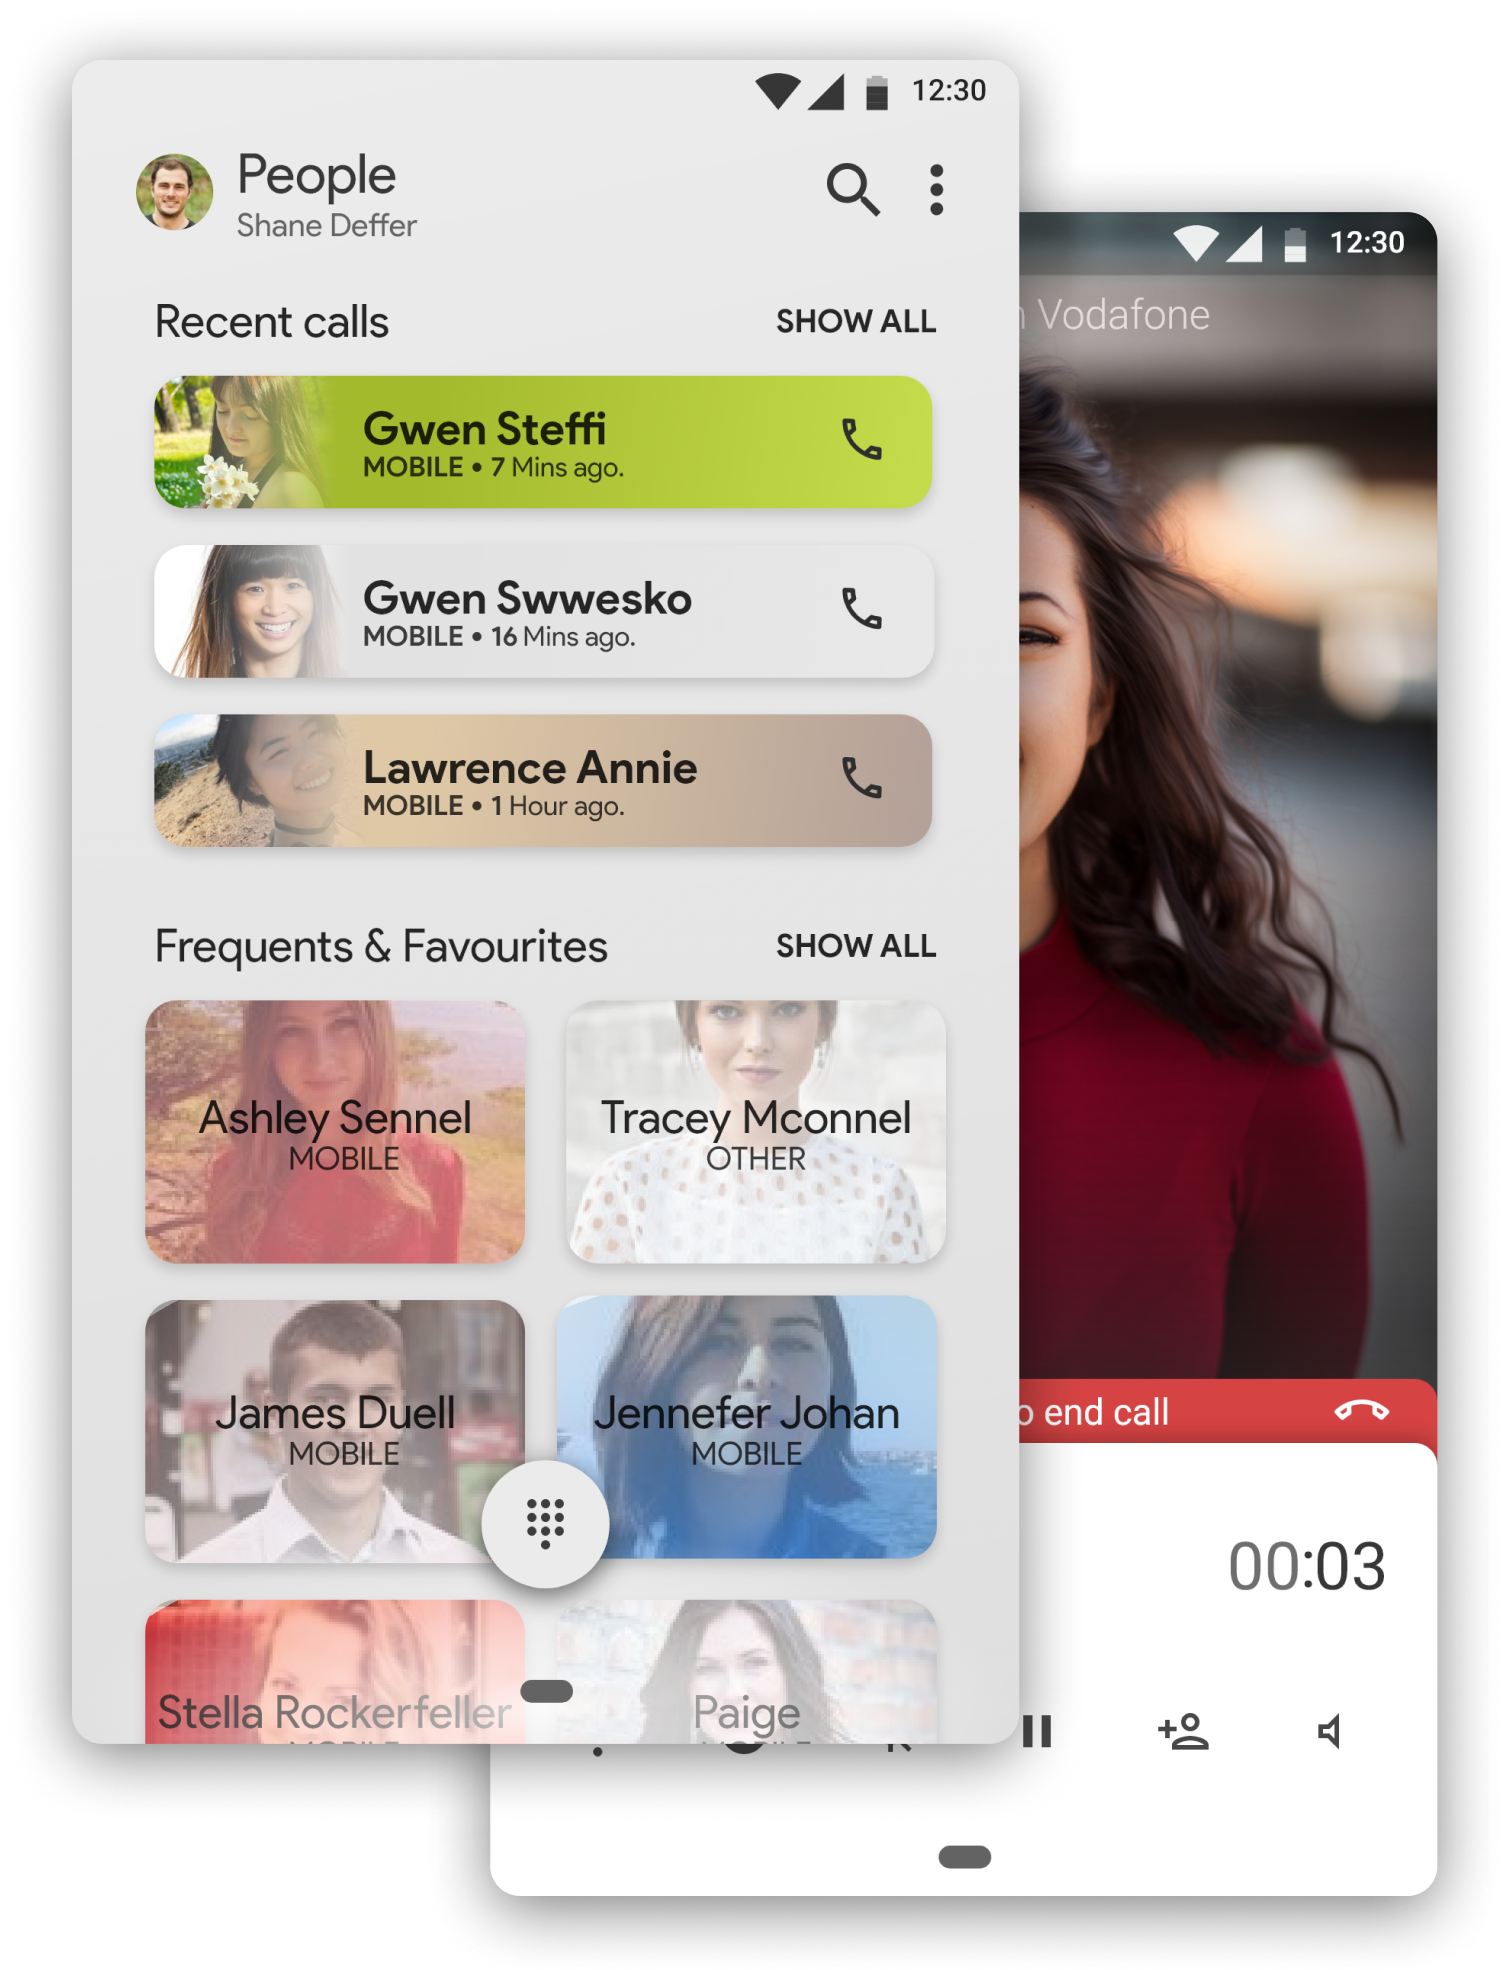 12:30
People
Shane Deffer
Recent calls SHOW ALL
Gwen Steffi
MOBILE • 7 Mins ago.
Gwen Swwesko
MOBILE • 16 Mins ago.
Lawrence Annie
MOBILE • 1 Hour ago.
Frequents & Favourites SHOW ALL
Ashley Sennel
MOBILE
Tracey Mconnel
OTHER
James Duell
MOBILE
Jennefer Johan
MOBILE
Stella Rockerfeller
MOBILE
Paige
MOBILE
12:30
Vodafone
end call
00:03